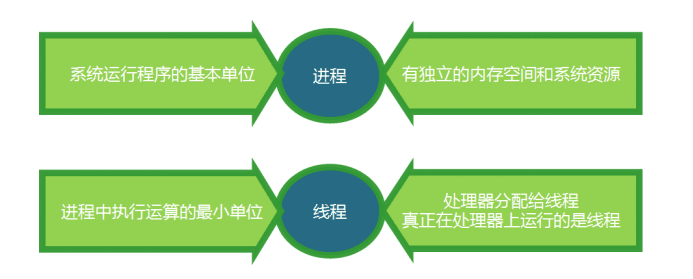 系统运行程序的基本单位
进程
有独立的内存空间和系统资源
进程中执行运算的最小单位
线程
处理器分配给线程
真正在处理器上运行的是线程